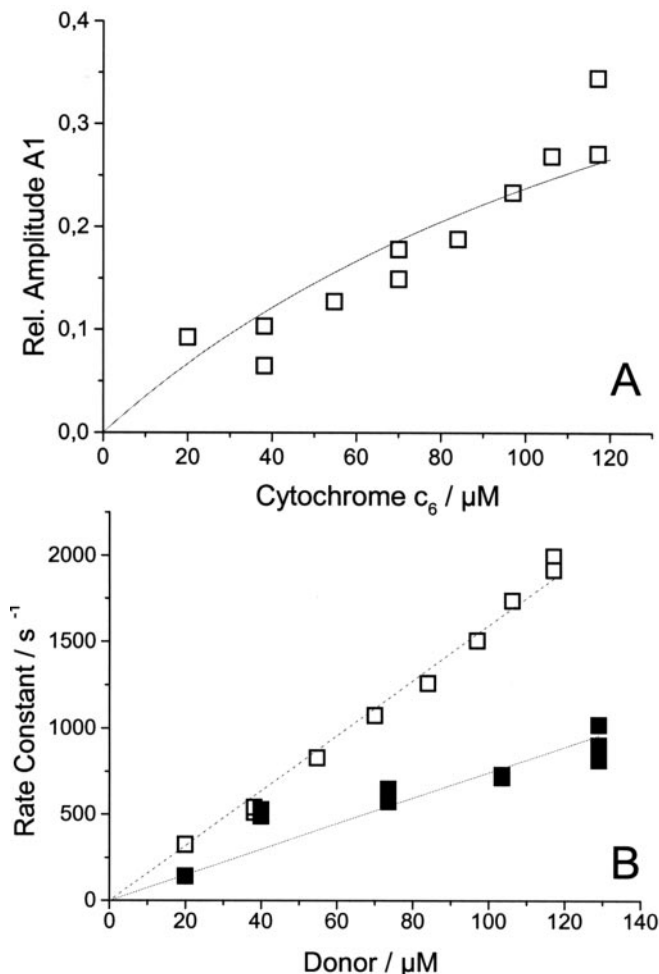 0,4
0,3
0,2
0,1
0,0
Rel. Amplitude A1
A
20 40 60 80 100 120
Cytochrome c₆ / µM
2000
1500
1000
500
0
Rate Constant / s⁻¹
B
0 20 40 60 80 100 120 140
Donor / µM